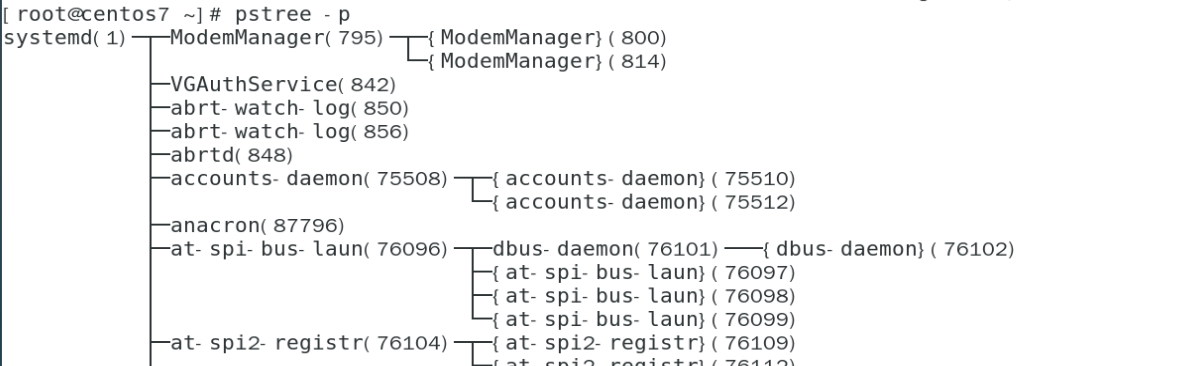 [root@centos7 ~]# pstree -p
systemd(1)─┬─ModemManager(795)─┬─{ModemManager}(800)
└─{ModemManager}(814)
├─VGAuthService(842)
├─abrt-watch-log(850)
├─abrt-watch-log(856)
├─abrtd(848)
├─accounts-daemon(75508)─┬─{accounts-daemon}(75510)
└─{accounts-daemon}(75512)
├─anacron(87796)
├─at-spi-bus-laun(76096)─┬─dbus-daemon(76101)───{dbus-daemon}(76102)
├─{at-spi-bus-laun}(76097)
├─{at-spi-bus-laun}(76098)
└─{at-spi-bus-laun}(76099)
├─at-spi2-registr(76104)─┬─{at-spi2-registr}(76109)